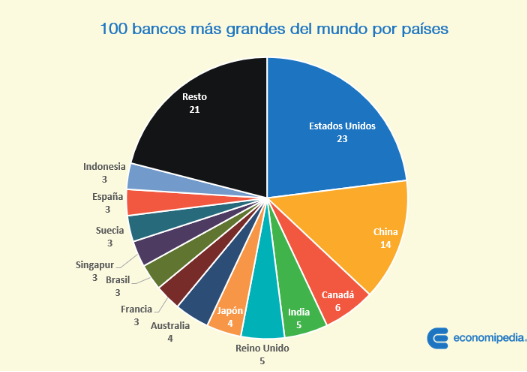 100 bancos más grandes del mundo por países
Resto
21
Estados Unidos
23
Indonesia
3
España
3
Suecia
3
Singapur
3
Brasil
3
Francia
3
Australia
4
Japón
4
Reino Unido
5
India
5
Canadá
6
China
14
economipedia.